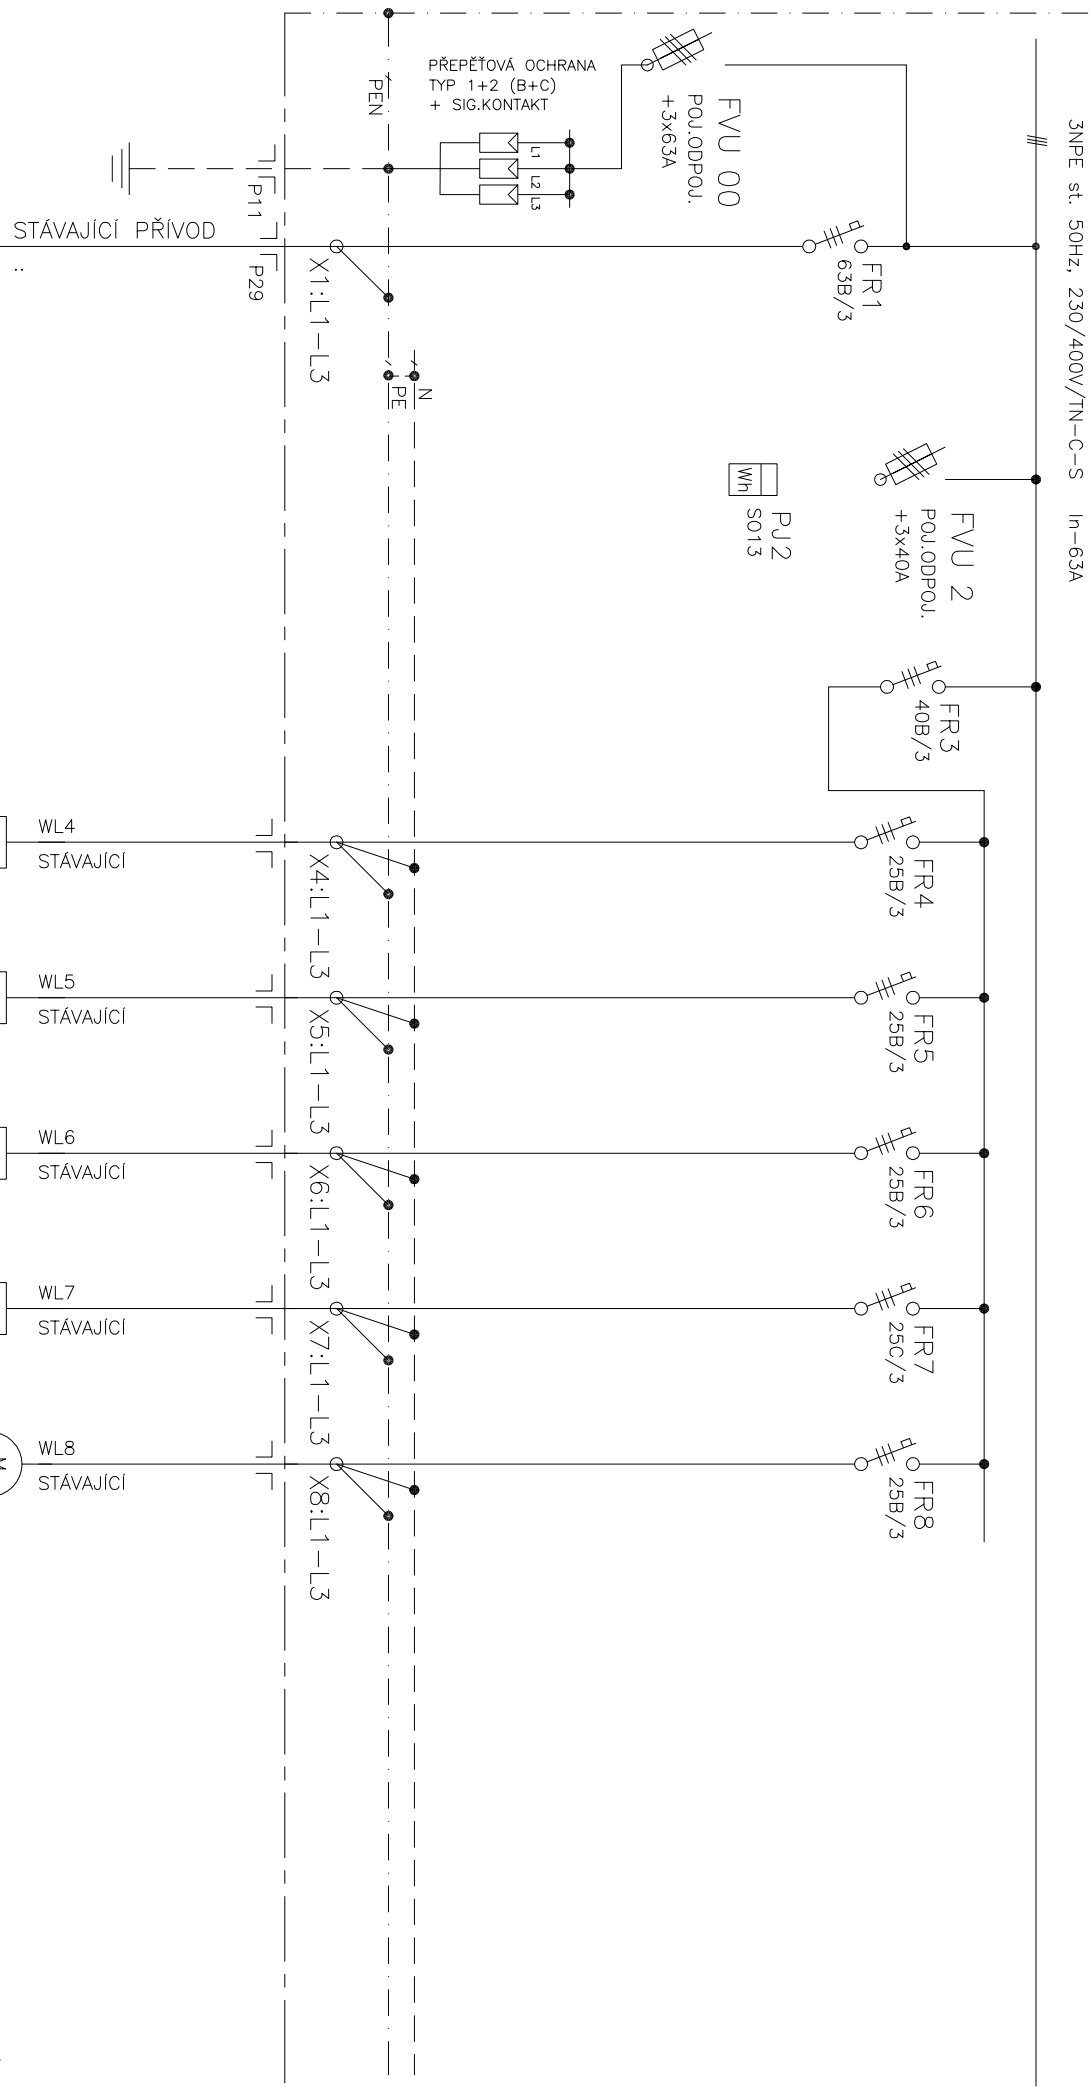 3NPE st. 50Hz, 230/400V/TN-C-S In-63A
PŘEPĚŤOVÁ OCHRANA
TYP 1+2 (B+C)
+ SIG.KONTAKT
PEN
L1
L2
L3
FVU 00
POJ.ODPOJ.
+3x63A
P11
STÁVAJÍCÍ PŘÍVOD
..
P29
X1:L1-L3
FR1
63B/3
N
PE
PJ2
SO13
Wh
FVU 2
POJ.ODPOJ.
+3x40A
FR3
40B/3
WL4
STÁVAJÍCÍ
X4:L1-L3
FR4
25B/3
WL5
STÁVAJÍCÍ
X5:L1-L3
FR5
25B/3
WL6
STÁVAJÍCÍ
X6:L1-L3
FR6
25B/3
WL7
STÁVAJÍCÍ
X7:L1-L3
FR7
25C/3
WL8
STÁVAJÍCÍ
M
X8:L1-L3
FR8
25B/3